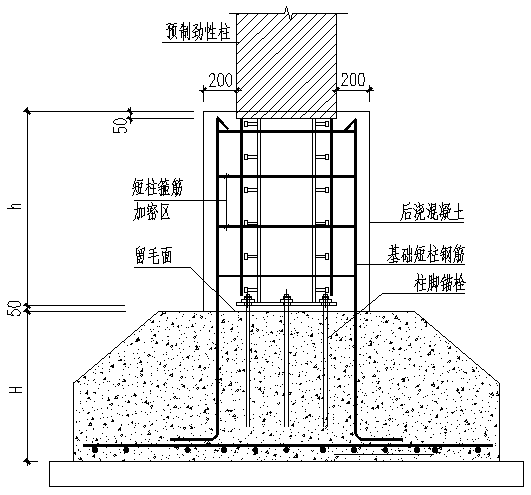 预制劲性柱
200
200
50
短柱箍筋
加密区
h
后浇混凝土
留毛面
基础短柱钢筋
柱脚锚栓
50
H